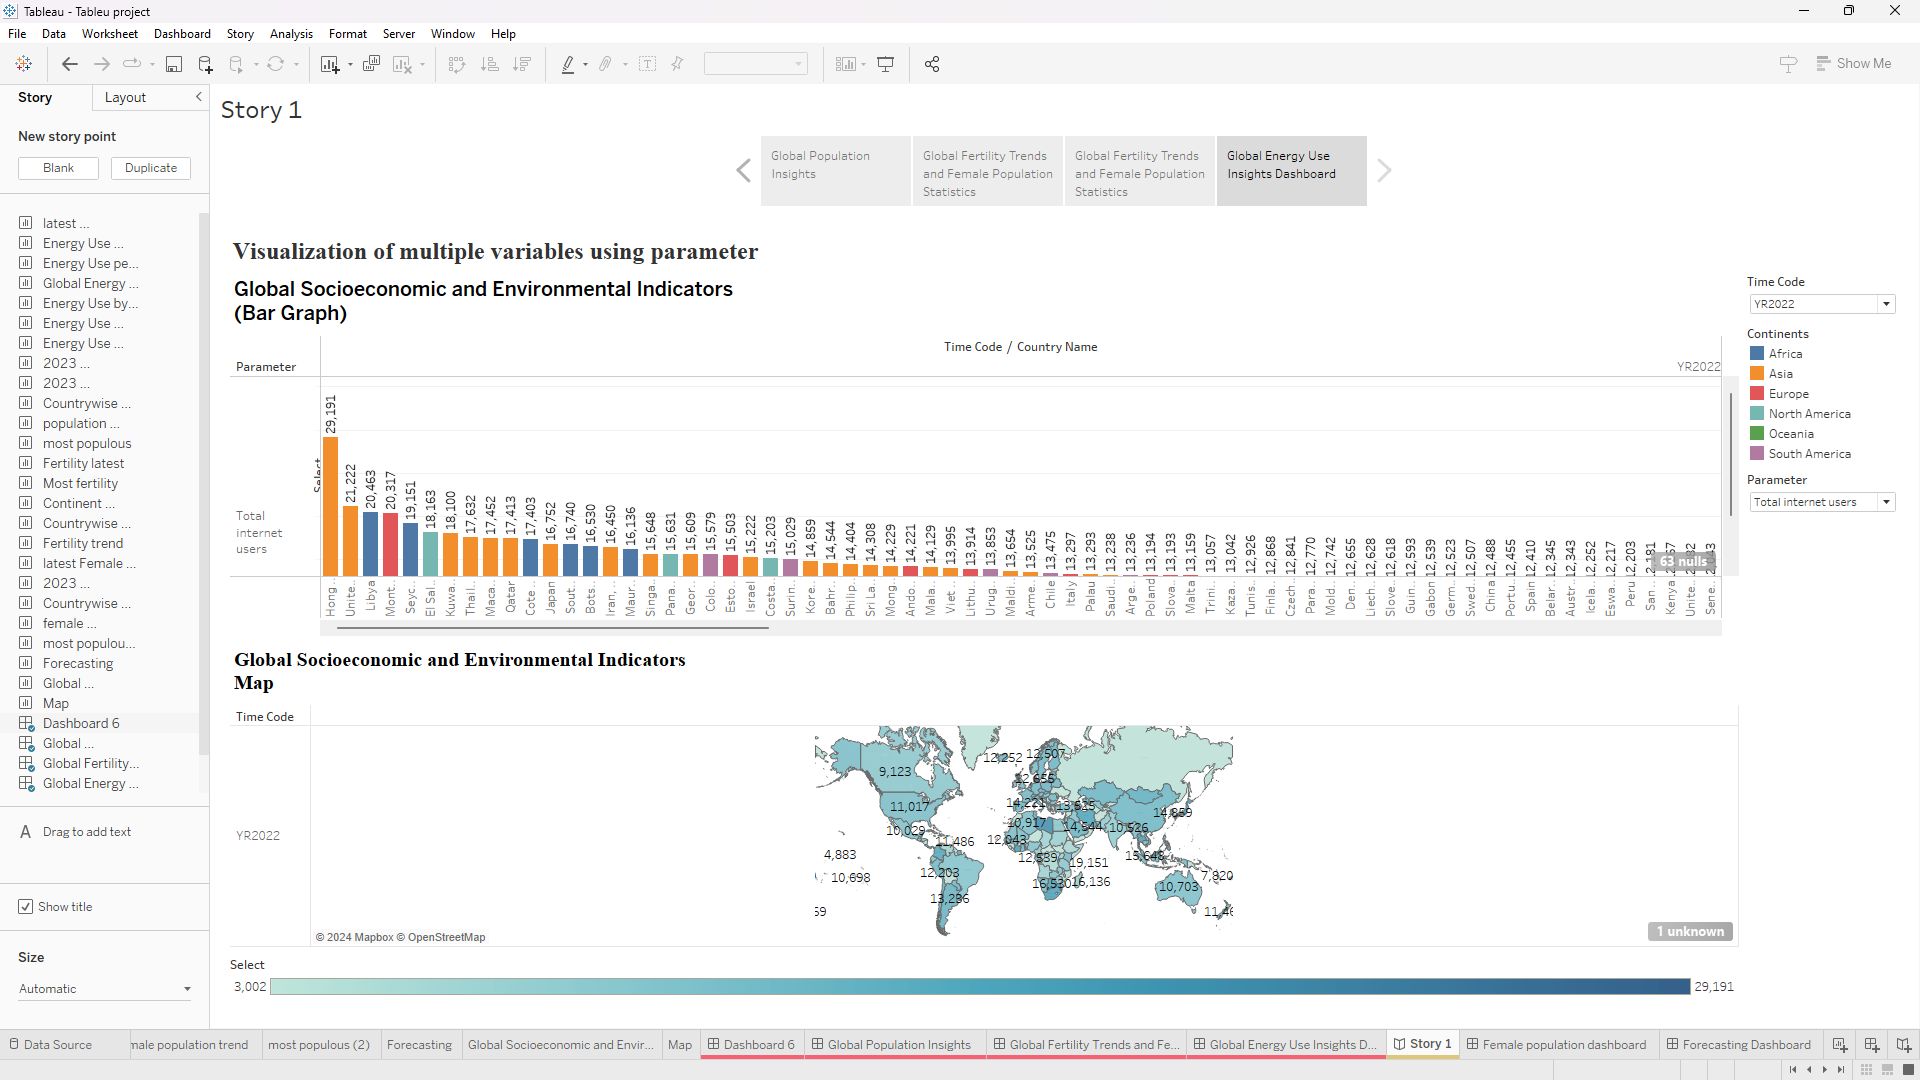 Tableau - Tableu project
File Data Worksheet Dashboard Story Analysis Format Server Window Help
Show Me
Story Layout
New story point
Blank Duplicate
latest ...
Energy Use ...
Energy Use pe...
Global Energy ...
Energy Use by...
Energy Use ...
Energy Use ...
2023 ...
2023 ...
Countrywise ...
population ...
most populous
Fertility latest
Most fertility
Continent ...
Countrywise ...
Fertility trend
latest Female ...
2023 ...
Countrywise ...
female ...
most populou...
Forecasting
Global ...
Map
Dashboard 6
Global ...
Global Fertility...
Global Energy ...
Drag to add text
Show title
Size
Automatic
Story 1
Global Population
Insights
Global Fertility Trends
and Female Population
Statistics
Global Fertility Trends
and Female Population
Statistics
Global Energy Use
Insights Dashboard
Visualization of multiple variables using parameter
Global Socioeconomic and Environmental Indicators
(Bar Graph)
Time Code / Country Name
Parameter
YR2022
Total
internet
users
Select
29,191 21,222 20,463 20,317 19,151 18,163 18,100 17,632 17,452 17,413 17,403 16,752 16,740 16,530 16,450 16,136 15,648 15,631 15,609 15,579 15,503 15,222 15,203 15,029 14,859 14,544 14,404 14,308 14,229 14,221 14,129 13,995 13,914 13,853 13,654 13,525 13,475 13,297 13,293 13,238 13,236 13,194 13,193 13,159 13,057 13,042 12,926 12,868 12,841 12,770 12,742 12,655 12,628 12,618 12,593 12,539 12,523 12,507 12,488 12,455 12,410 12,345 12,343 12,252 12,217 12,203
63 nulls
Hong.. Unite.. Libya Mont.. Seyc.. El Sal.. Kuwa.. Thail.. Maca.. Qatar Cote .. Japan Sout.. Bots.. Iran, .. Maur.. Singa.. Pana.. Geor.. Colo.. Esto.. Israel Costa.. Surin.. Kore.. Bahr.. Philip.. Sri La.. Mong.. Ando.. Mala.. Viet .. Lithu.. Urug.. Maldi.. Arme.. Chile Italy Palau Saudi.. Arge.. Poland Slova.. Malta Trini.. Kaza.. Tunis.. Finla.. Czech.. Para.. Mold.. Den.. Liech.. Slove.. Guin.. Gabon Germ.. Swed.. China Portu.. Spain Belar.. Austr.. Icela.. Eswa.. Peru San .. Kenya Unite.. Sene..
Time Code
YR2022
Continents
Africa
Asia
Europe
North America
Oceania
South America
Parameter
Total internet users
Global Socioeconomic and Environmental Indicators
Map
Time Code
YR2022
12,252 12,507
9,123 12,655
11,017 14,221 13,525 14,859
10,029 11,486 10,917 14,544 10,526
12,043
4,883 12,539 19,151 15,648
10,698 12,203 16,530 16,136 10,703 7,820
13,236
© 2024 Mapbox © OpenStreetMap
1 unknown
Select
3,002 29,191
Data Source male population trend most populous (2) Forecasting Global Socioeconomic and Envir... Map Dashboard 6 Global Population Insights Global Fertility Trends and Fe... Global Energy Use Insights D... Story 1 Female population dashboard Forecasting Dashboard